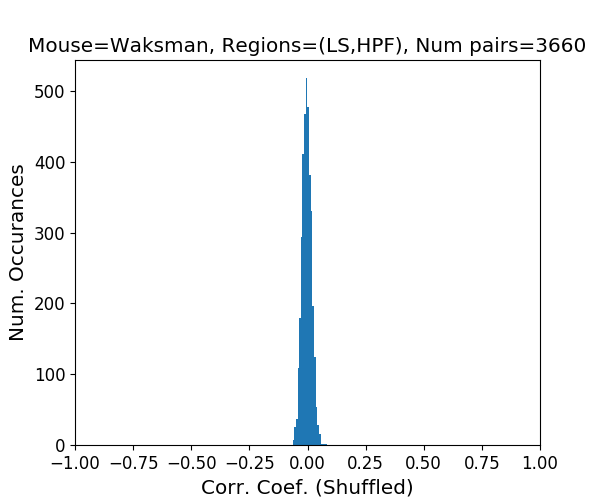 Mouse=Waksman, Regions=(LS,HPF), Num pairs=3660
Num. Occurances
500
400
300
200
100
0
−1.00 −0.75 −0.50 −0.25 0.00 0.25 0.50 0.75 1.00
Corr. Coef. (Shuffled)